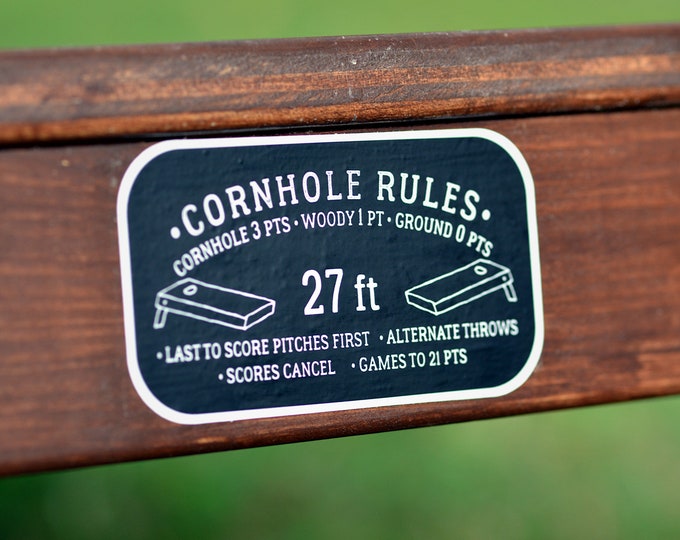 •CORNHOLE RULES•
CORNHOLE 3 PTS • WOODY 1 PT • GROUND 0 PTS
27 ft
• LAST TO SCORE PITCHES FIRST • ALTERNATE THROWS
• SCORES CANCEL • GAMES TO 21 PTS